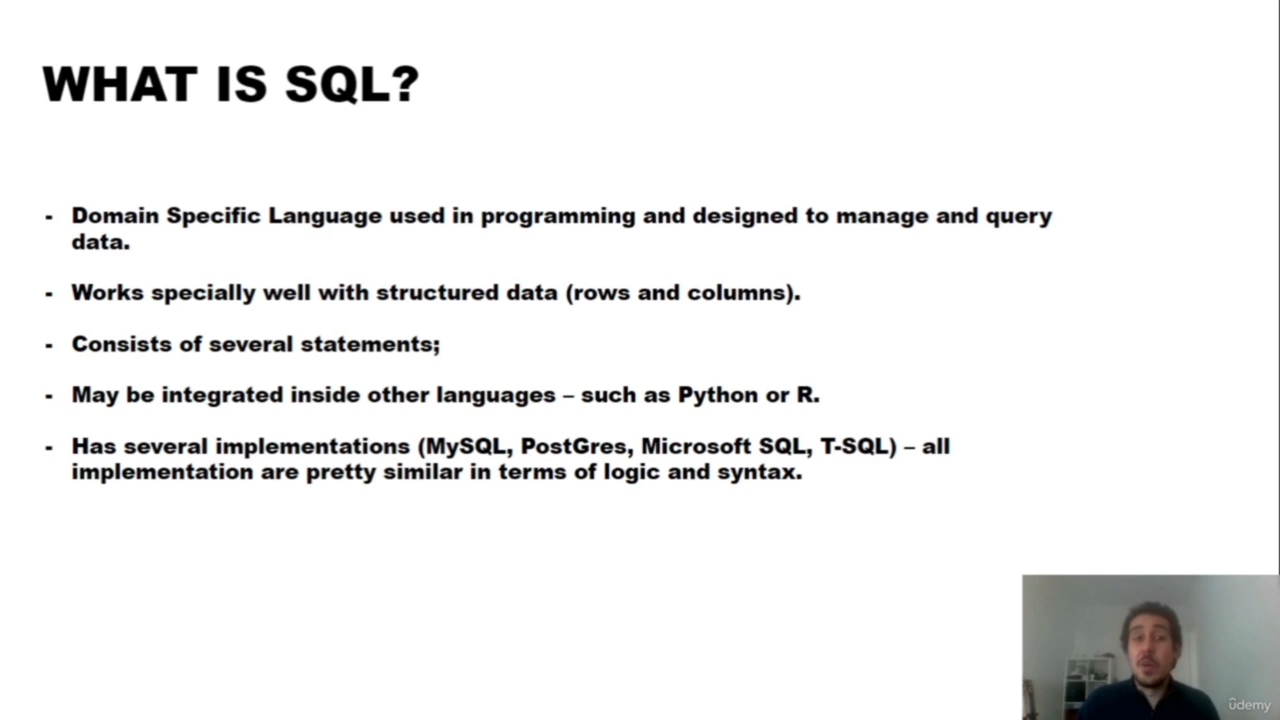 WHAT IS SQL?
- Domain Specific Language used in programming and designed to manage and query
data.
- Works specially well with structured data (rows and columns).
- Consists of several statements;
- May be integrated inside other languages – such as Python or R.
- Has several implementations (MySQL, PostGres, Microsoft SQL, T-SQL) – all
implementation are pretty similar in terms of logic and syntax.
ûdemy